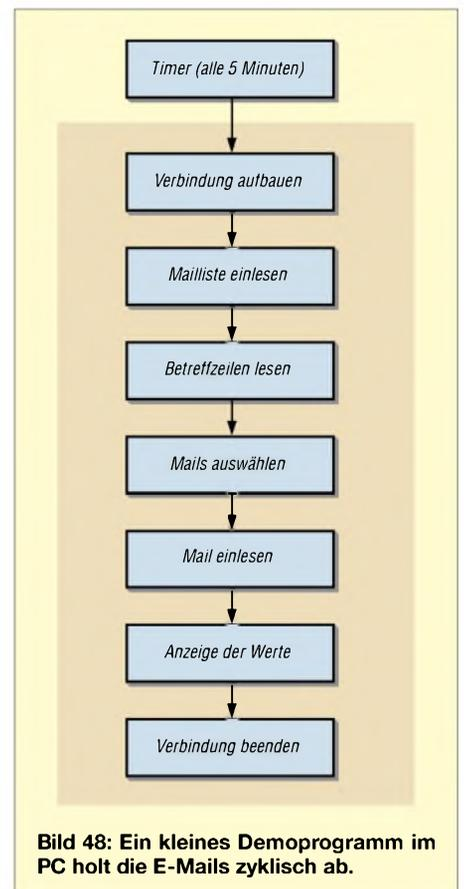 Timer (alle 5 Minuten)
Verbindung aufbauen
Mailliste einlesen
Betreffzeilen lesen
Mails auswählen
Mail einlesen
Anzeige der Werte
Verbindung beenden
Bild 48: Ein kleines Demoprogramm im
PC holt die E-Mails zyklisch ab.